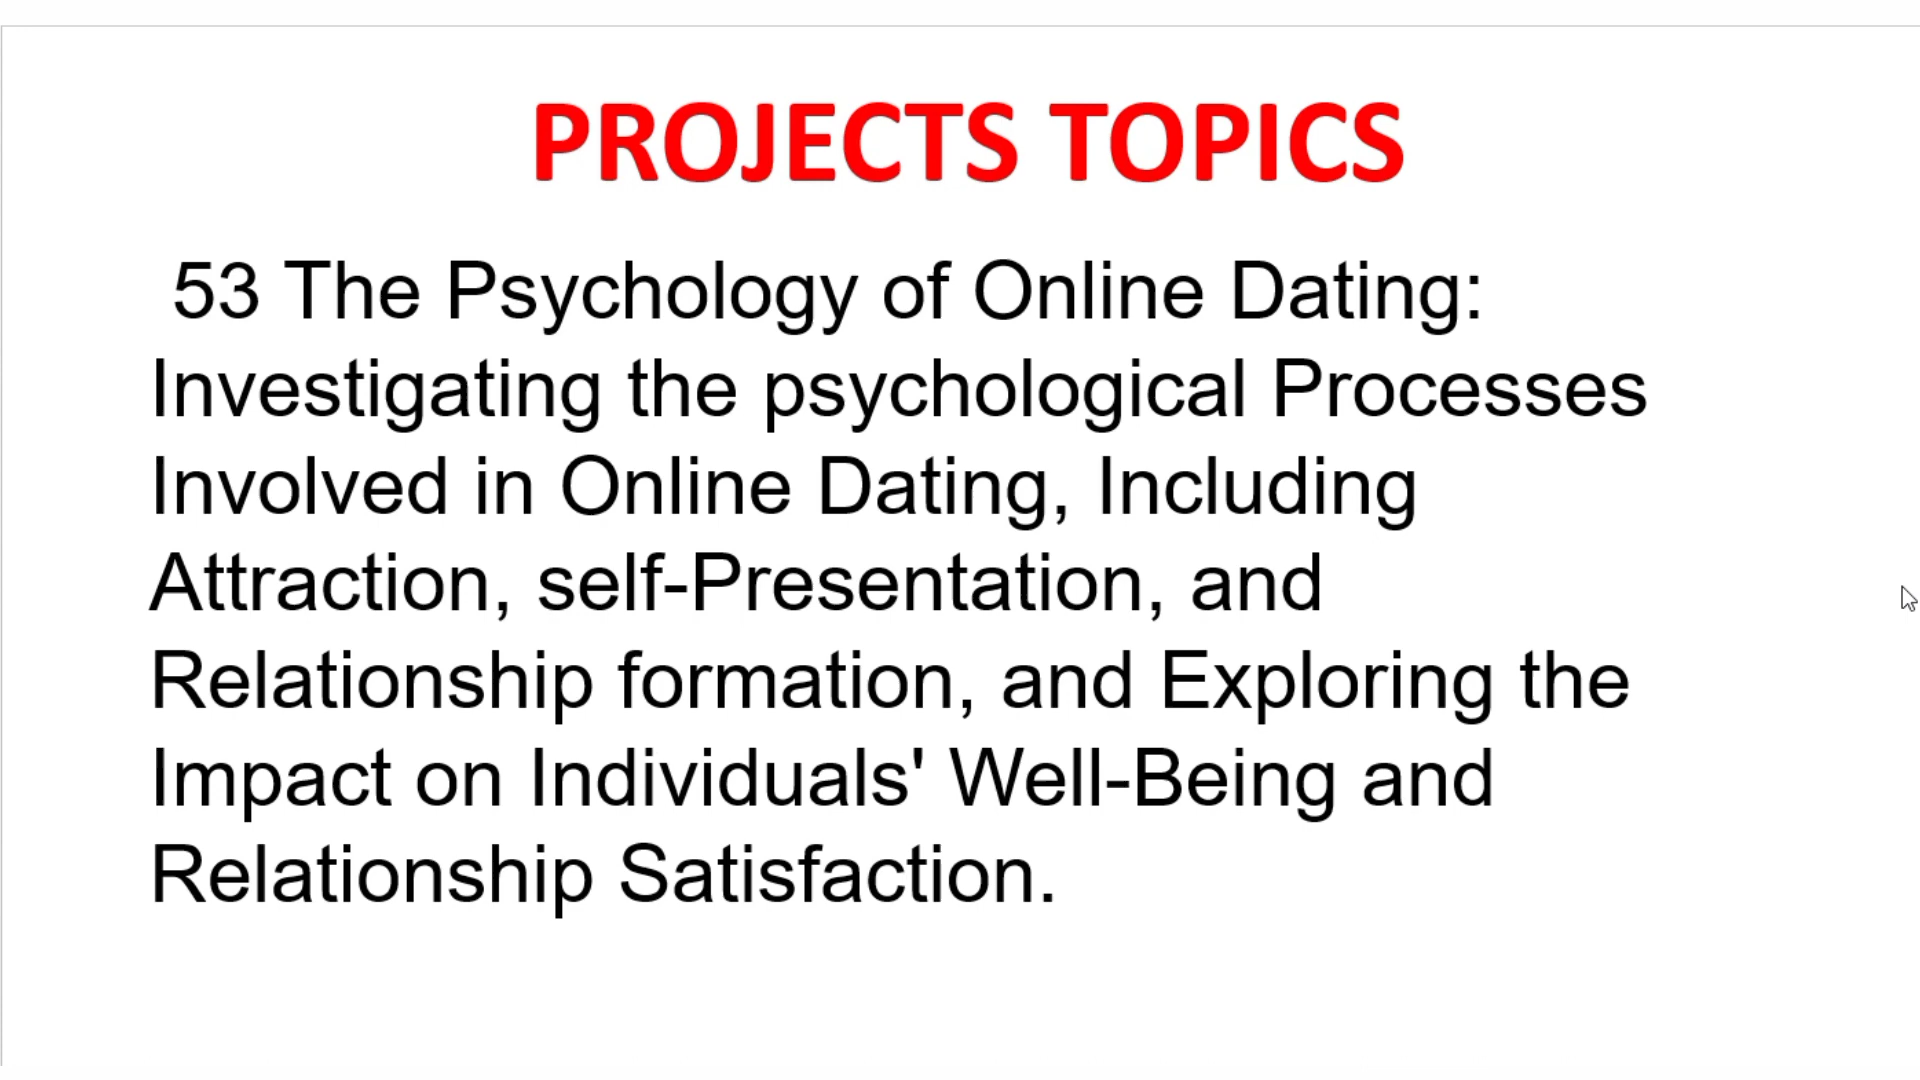 PROJECTS TOPICS
53 The Psychology of Online Dating:
Investigating the psychological Processes
Involved in Online Dating, Including
Attraction, self-Presentation, and
Relationship formation, and Exploring the
Impact on Individuals' Well-Being and
Relationship Satisfaction.